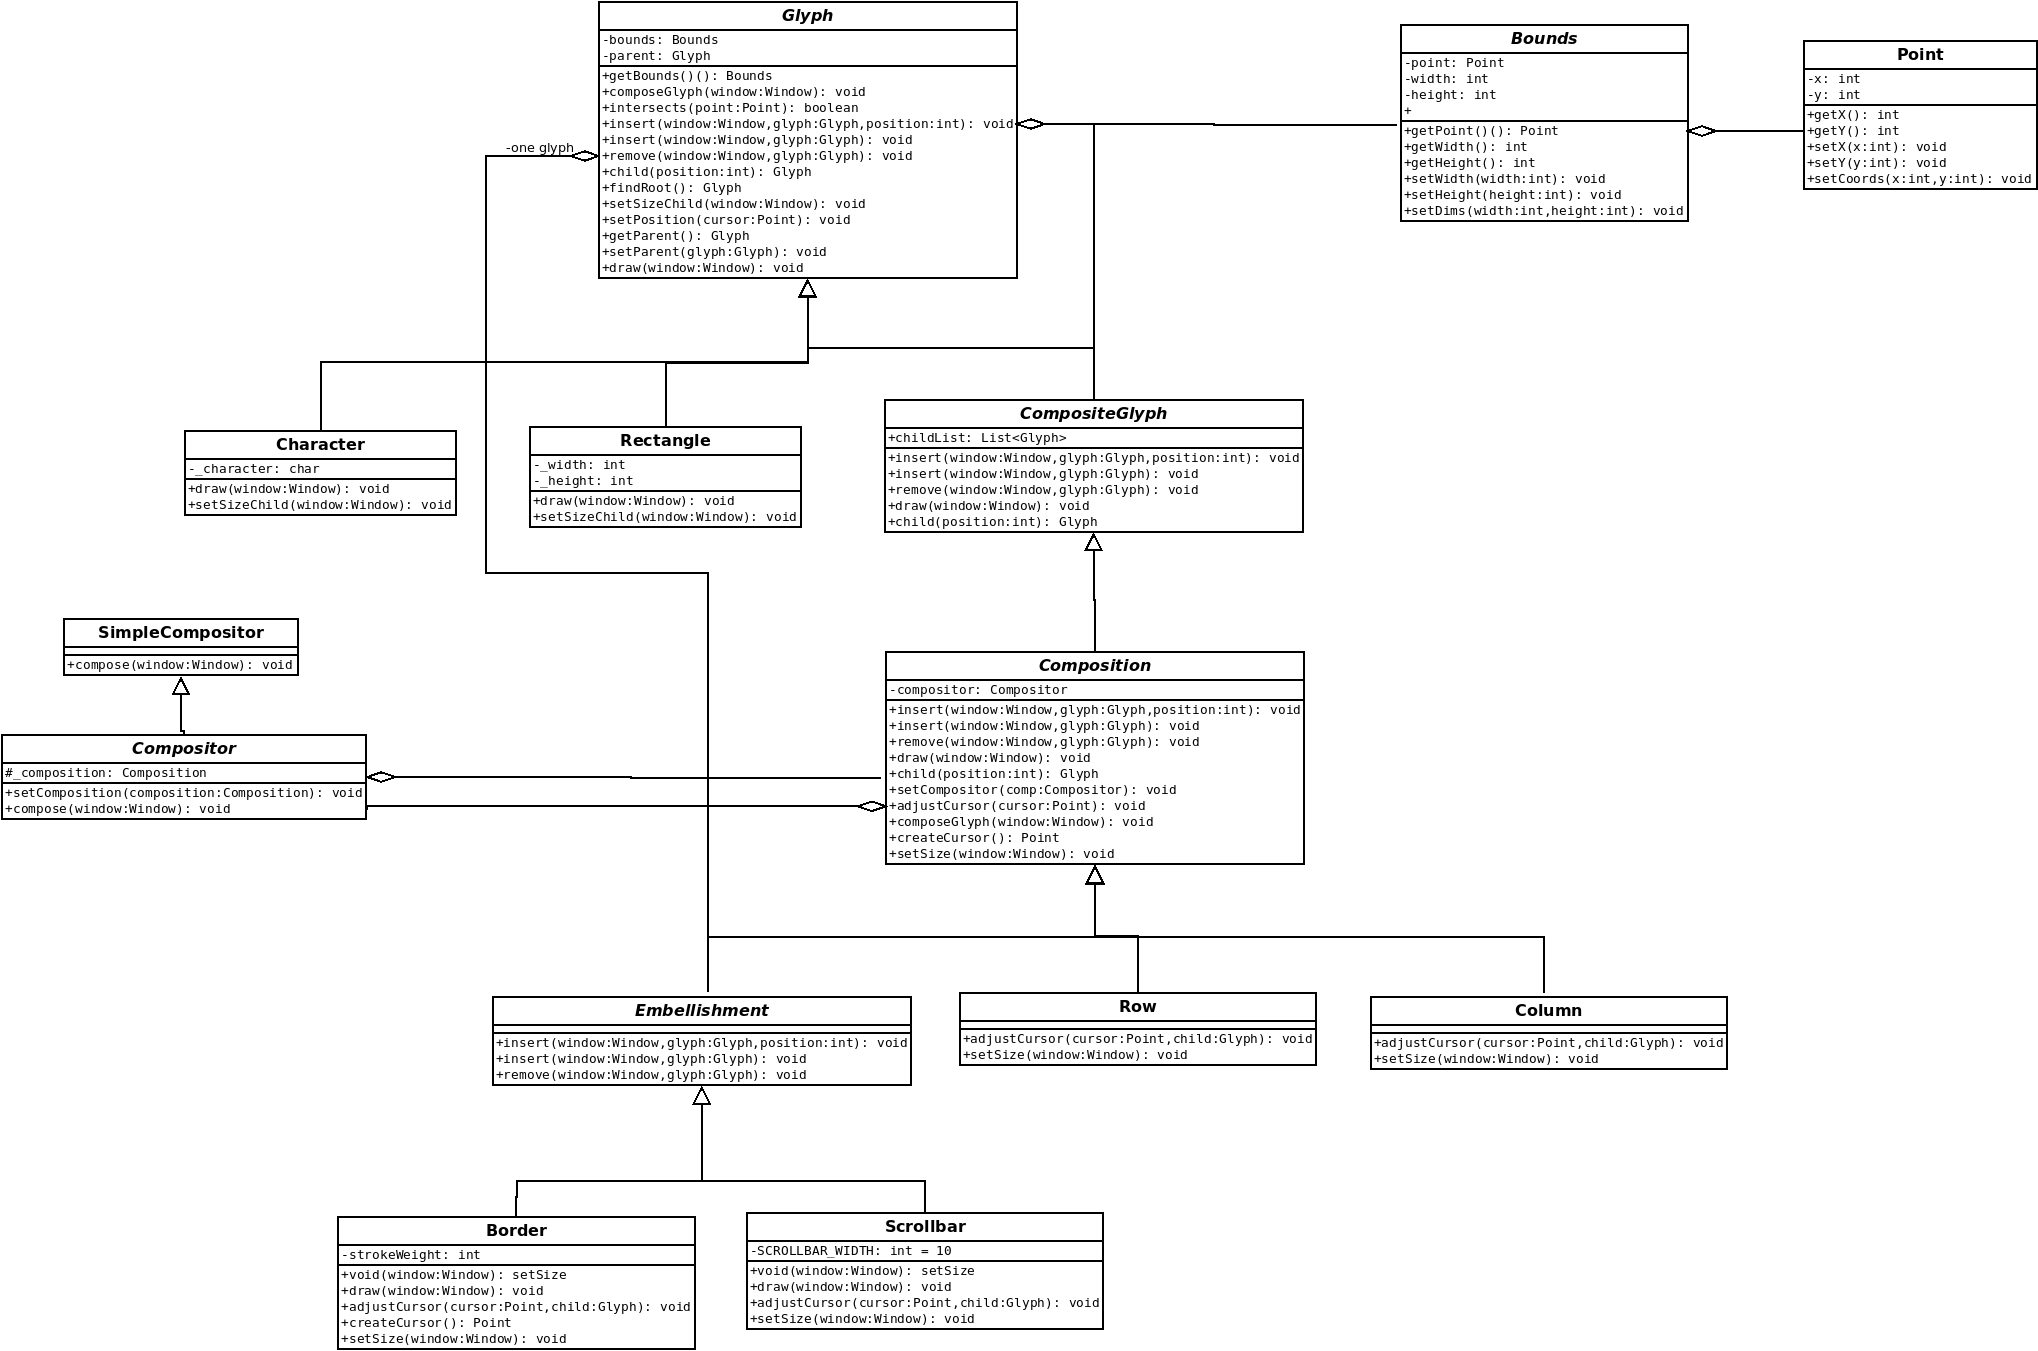 Glyph
-bounds: Bounds
-parent: Glyph
+getBounds()(): Bounds
+composeGlyph(window:Window): void
+intersects(point:Point): boolean
+insert(window:Window,glyph:Glyph,position:int): void
+insert(window:Window,glyph:Glyph): void
+remove(window:Window,glyph:Glyph): void
+child(position:int): Glyph
+findRoot(): Glyph
+setSizeChild(window:Window): void
+setPosition(cursor:Point): void
+getParent(): Glyph
+setParent(glyph:Glyph): void
+draw(window:Window): void
Bounds
-point: Point
-width: int
-height: int
+
+getPoint()(): Point
+getWidth(): int
+getHeight(): int
+setWidth(width:int): void
+setHeight(height:int): void
+setDims(width:int,height:int): void
Point
-x: int
-y: int
+getX(): int
+getY(): int
+setX(x:int): void
+setY(y:int): void
+setCoords(x:int,y:int): void
-one glyph
Character
-_character: char
+draw(window:Window): void
+setSizeChild(window:Window): void
Rectangle
-_width: int
-_height: int
+draw(window:Window): void
+setSizeChild(window:Window): void
CompositeGlyph
+childList: List<Glyph>
+insert(window:Window,glyph:Glyph,position:int): void
+insert(window:Window,glyph:Glyph): void
+remove(window:Window,glyph:Glyph): void
+draw(window:Window): void
+child(position:int): Glyph
SimpleCompositor
+compose(window:Window): void
Compositor
#_composition: Composition
+setComposition(composition:Composition): void
+compose(window:Window): void
Composition
-compositor: Compositor
+insert(window:Window,glyph:Glyph,position:int): void
+insert(window:Window,glyph:Glyph): void
+remove(window:Window,glyph:Glyph): void
+draw(window:Window): void
+child(position:int): Glyph
+setCompositor(comp:Compositor): void
+adjustCursor(cursor:Point): void
+composeGlyph(window:Window): void
+createCursor(): Point
+setSize(window:Window): void
Embellishment
+insert(window:Window,glyph:Glyph,position:int): void
+insert(window:Window,glyph:Glyph): void
+remove(window:Window,glyph:Glyph): void
Row
+adjustCursor(cursor:Point,child:Glyph): void
+setSize(window:Window): void
Column
+adjustCursor(cursor:Point,child:Glyph): void
+setSize(window:Window): void
Border
-strokeWeight: int
+void(window:Window): setSize
+draw(window:Window): void
+adjustCursor(cursor:Point,child:Glyph): void
+createCursor(): Point
+setSize(window:Window): void
Scrollbar
-SCROLLBAR_WIDTH: int = 10
+void(window:Window): setSize
+draw(window:Window): void
+adjustCursor(cursor:Point,child:Glyph): void
+setSize(window:Window): void